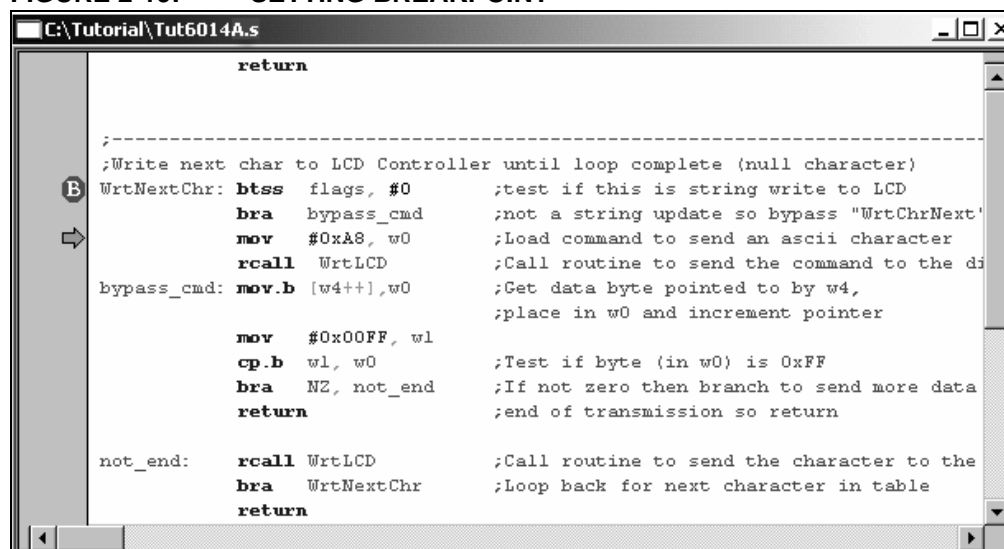 FIGURE 2-10: SETTING BREAKPOINT
C:\Tutorial\Tut6014A.s
return
;-----------------------------------------------------------------------
;Write next char to LCD Controller until loop complete (null character)
B WrtNextChr: btss flags, #0 ;test if this is string write to LCD
bra bypass_cmd ;not a string update so bypass "WrtChrNext'
mov #0xA8, w0 ;Load command to send an ascii character
rcall WrtLCD ;Call routine to send the command to the di
bypass_cmd: mov.b [w4++],w0 ;Get data byte pointed to by w4,
;place in w0 and increment pointer
mov #0x00FF, w1
cp.b w1, w0 ;Test if byte (in w0) is 0xFF
bra NZ, not_end ;If not zero then branch to send more data
return ;end of transmission so return
not_end: rcall WrtLCD ;Call routine to send the character to the
bra WrtNextChr ;Loop back for next character in table
return